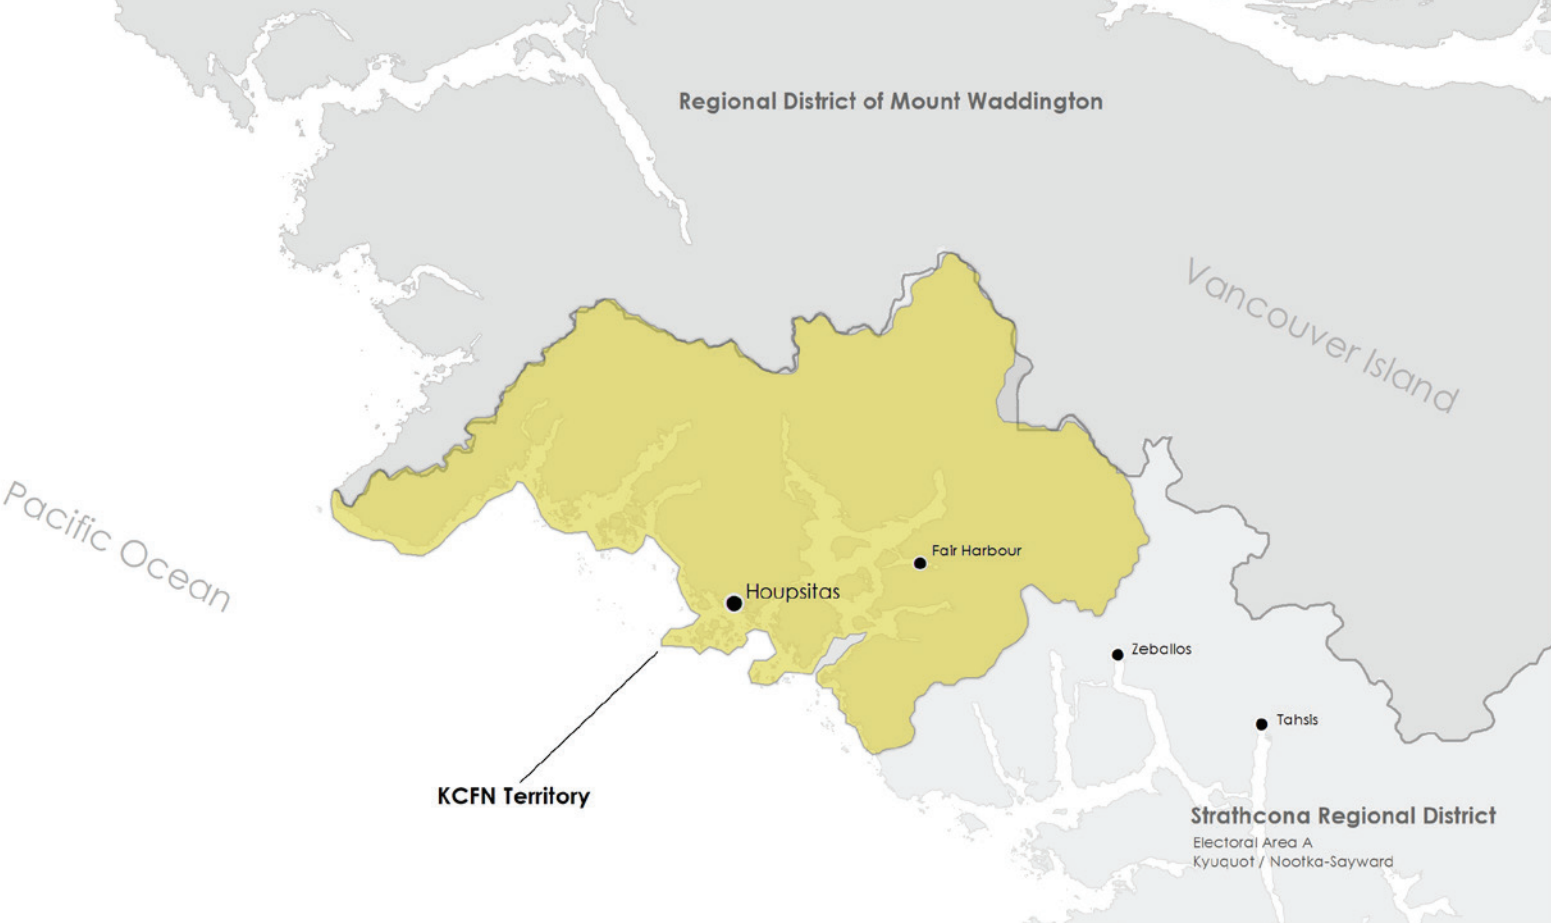 Regional District of Mount Waddington
Vancouver Island
Pacific Ocean
Fair Harbour
Houpsitas
Zeballos
Tahsis
KCFN Territory
Strathcona Regional District
Electoral Area A
Kyuquot / Nootka-Sayward